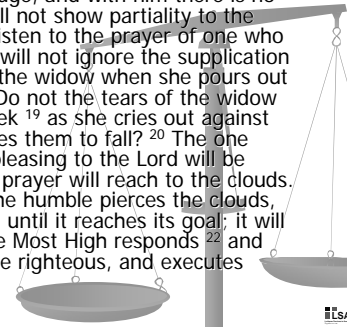 ge, and with him there is no
ll not show partiality to the
isten to the prayer of one who
will not ignore the supplication
the widow when she pours out
Do not the tears of the widow
ek 19 as she cries out against
es them to fall? 20 The one
pleasing to the Lord will be
prayer will reach to the clouds.
he humble pierces the clouds,
until it reaches its goal; it will
e Most High responds 22 and
e righteous, and executes
LSA